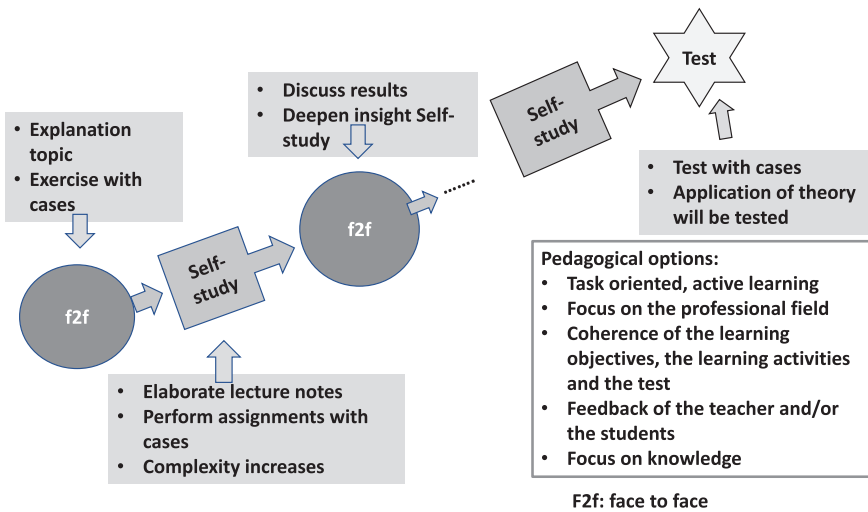 • Explanation
topic
• Exercise with
cases
f2f
Self-
study
• Elaborate lecture notes
• Perform assignments with
cases
• Complexity increases
• Discuss results
• Deepen insight Self-
study
f2f
Self-
study
Test
• Test with cases
• Application of theory
will be tested
Pedagogical options:
• Task oriented, active learning
• Focus on the professional field
• Coherence of the learning
objectives, the learning activities
and the test
• Feedback of the teacher and/or
the students
• Focus on knowledge
F2f: face to face